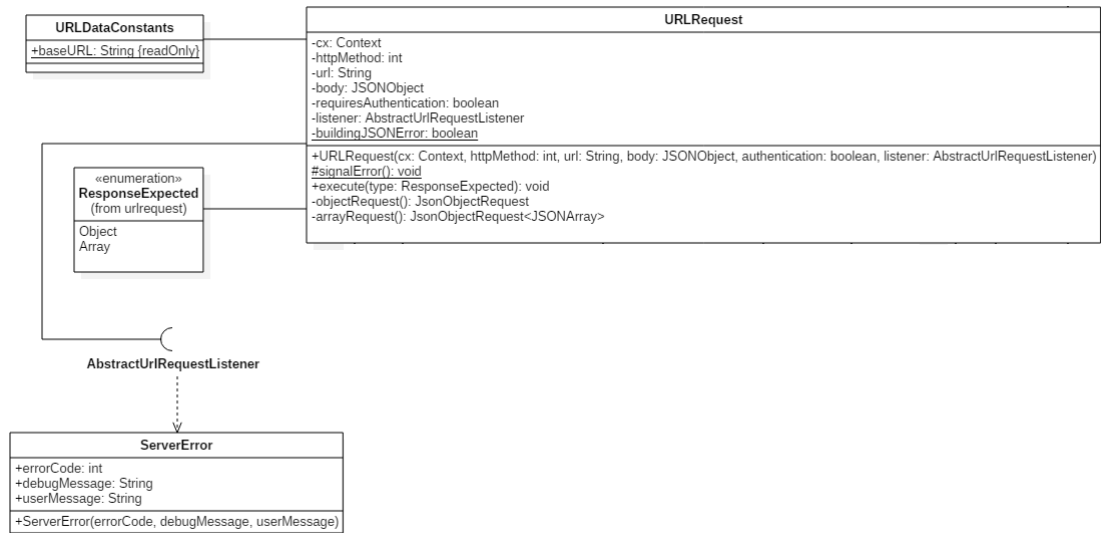 URLDataConstants
+baseURL: String {readOnly}
URLRequest
-cx: Context
-httpMethod: int
-url: String
-body: JSONObject
-requiresAuthentication: boolean
-listener: AbstractUrlRequestListener
-buildingJSONError: boolean
+URLRequest(cx: Context, httpMethod: int, url: String, body: JSONObject, authentication: boolean, listener: AbstractUrlRequestListener)
#signalError(): void
+execute(type: ResponseExpected): void
-objectRequest(): JsonObjectRequest
-arrayRequest(): JsonObjectRequest<JSONArray>
«enumeration»
ResponseExpected
(from urlrequest)
Object
Array
AbstractUrlRequestListener
ServerError
+errorCode: int
+debugMessage: String
+userMessage: String
+ServerError(errorCode, debugMessage, userMessage)